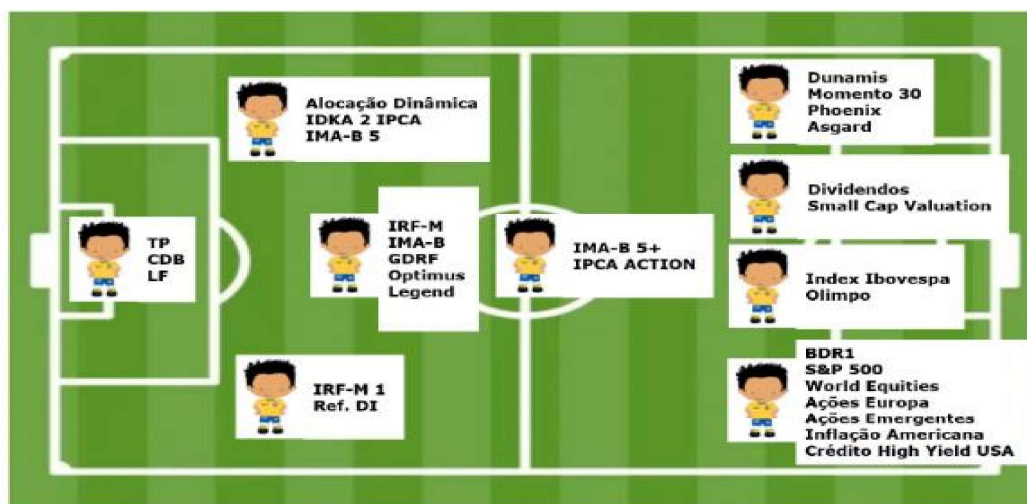 TP
CDB
LF
Alocação Dinâmica
IDKA 2 IPCA
IMA-B 5
IRF-M 1
Ref. DI
IRF-M
IMA-B
GDRF
Optimus
Legend
IMA-B 5+
IPCA ACTION
Dunamis
Momento 30
Phoenix
Asgard
Dividendos
Small Cap Valuation
Index Ibovespa
Olimpo
BDR1
S&P 500
World Equities
Ações Europa
Ações Emergentes
Inflação Americana
Crédito High Yield USA